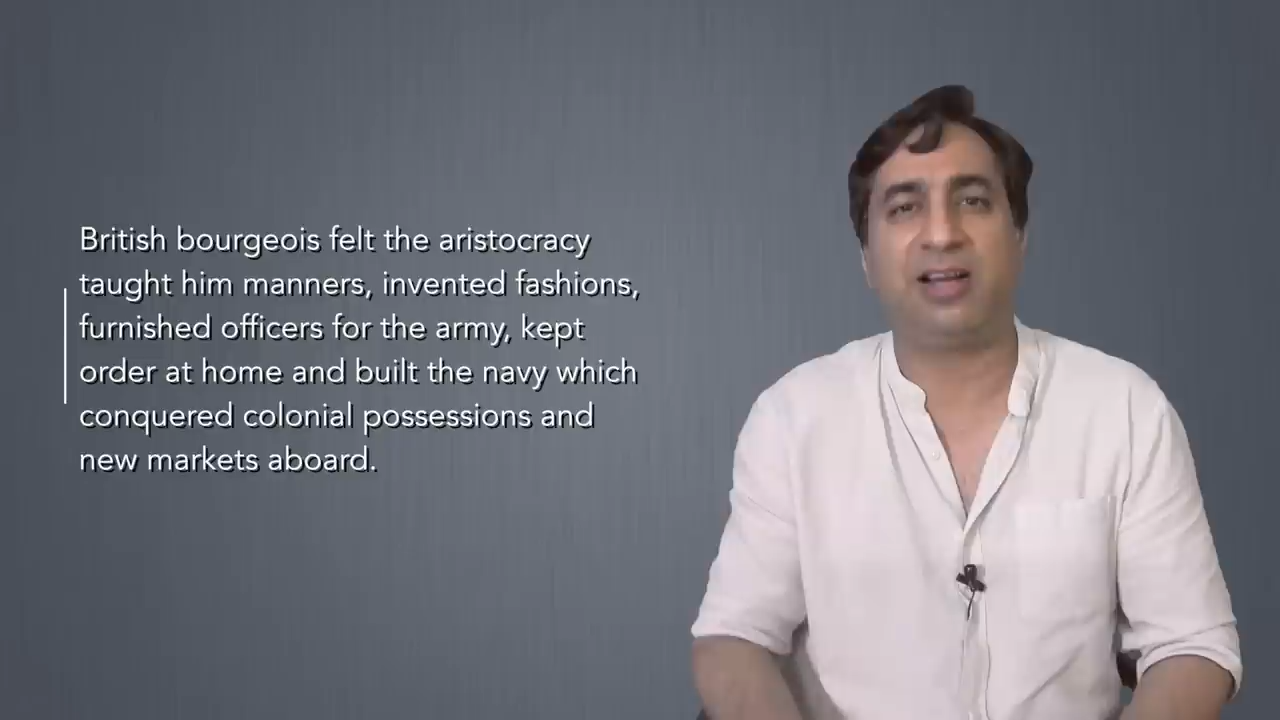 British bourgeois felt the aristocracy
taught him manners, invented fashions,
furnished officers for the army, kept
order at home and built the navy which
conquered colonial possessions and
new markets aboard.